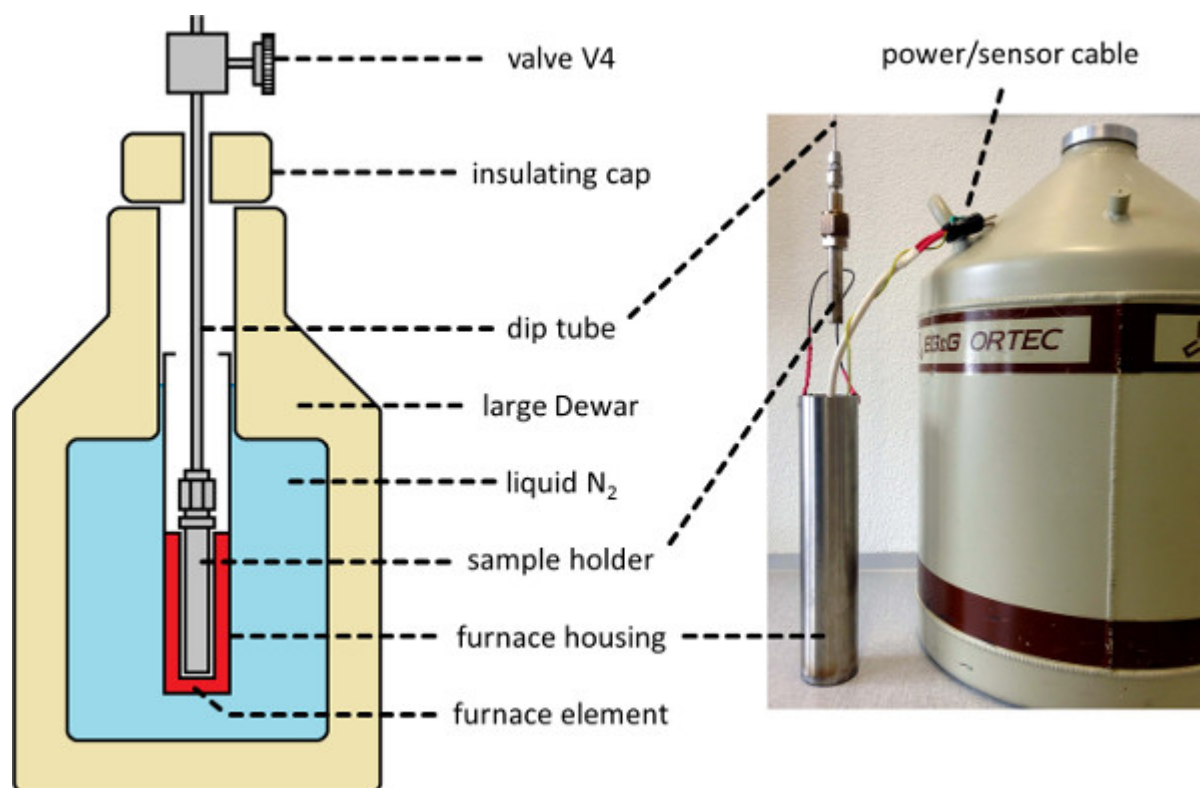 valve V4
power/sensor cable
insulating cap
dip tube
large Dewar
liquid N₂
sample holder
furnace housing
furnace element
EG&G ORTEC